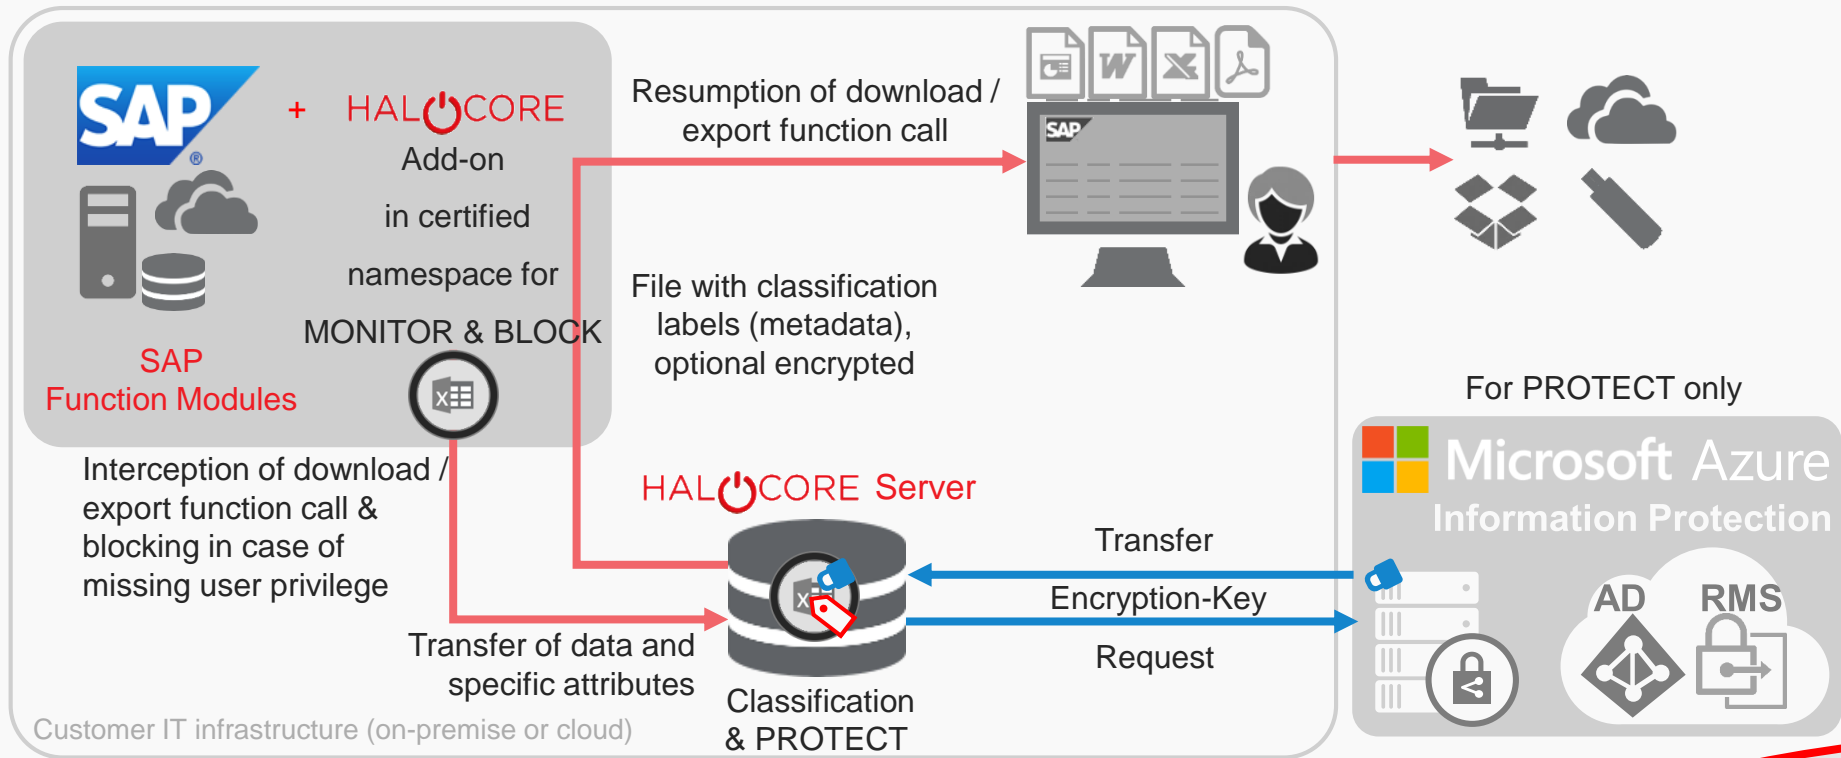 SAP
®
+
HALOCORE
Add-on
in certified
namespace for
MONITOR & BLOCK
SAP
Function Modules
X
Interception of download /
export function call &
blocking in case of
missing user privilege
Resumption of download /
export function call
W
X
SAP
File with classification
labels (metadata),
optional encrypted
HALOCORE Server
X
Transfer of data and
specific attributes
Classification
& PROTECT
Transfer
Encryption-Key
Request
For PROTECT only
Microsoft Azure
Information Protection
AD
RMS
Customer IT infrastructure (on-premise or cloud)